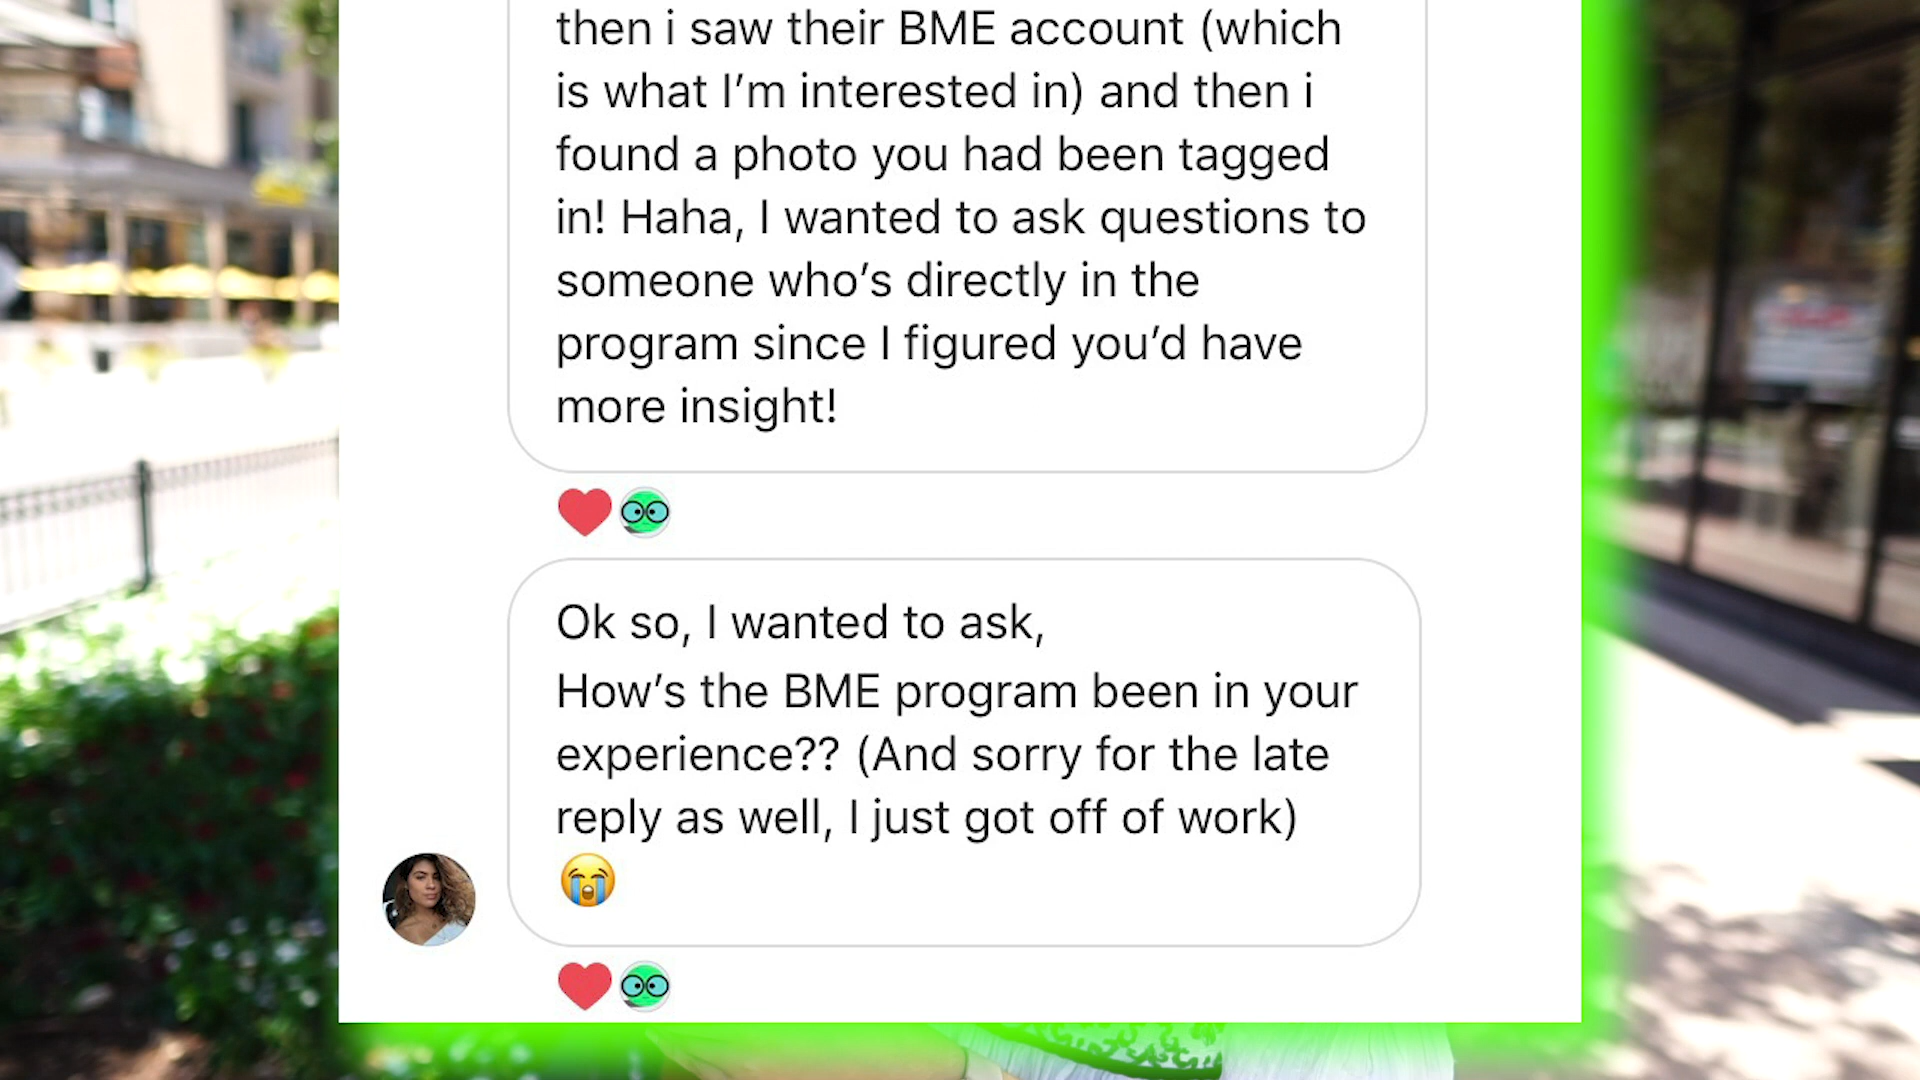 then i saw their BME account (which
is what I’m interested in) and then i
found a photo you had been tagged
in! Haha, I wanted to ask questions to
someone who’s directly in the
program since I figured you’d have
more insight!
Ok so, I wanted to ask,
How’s the BME program been in your
experience?? (And sorry for the late
reply as well, I just got off of work)
😭